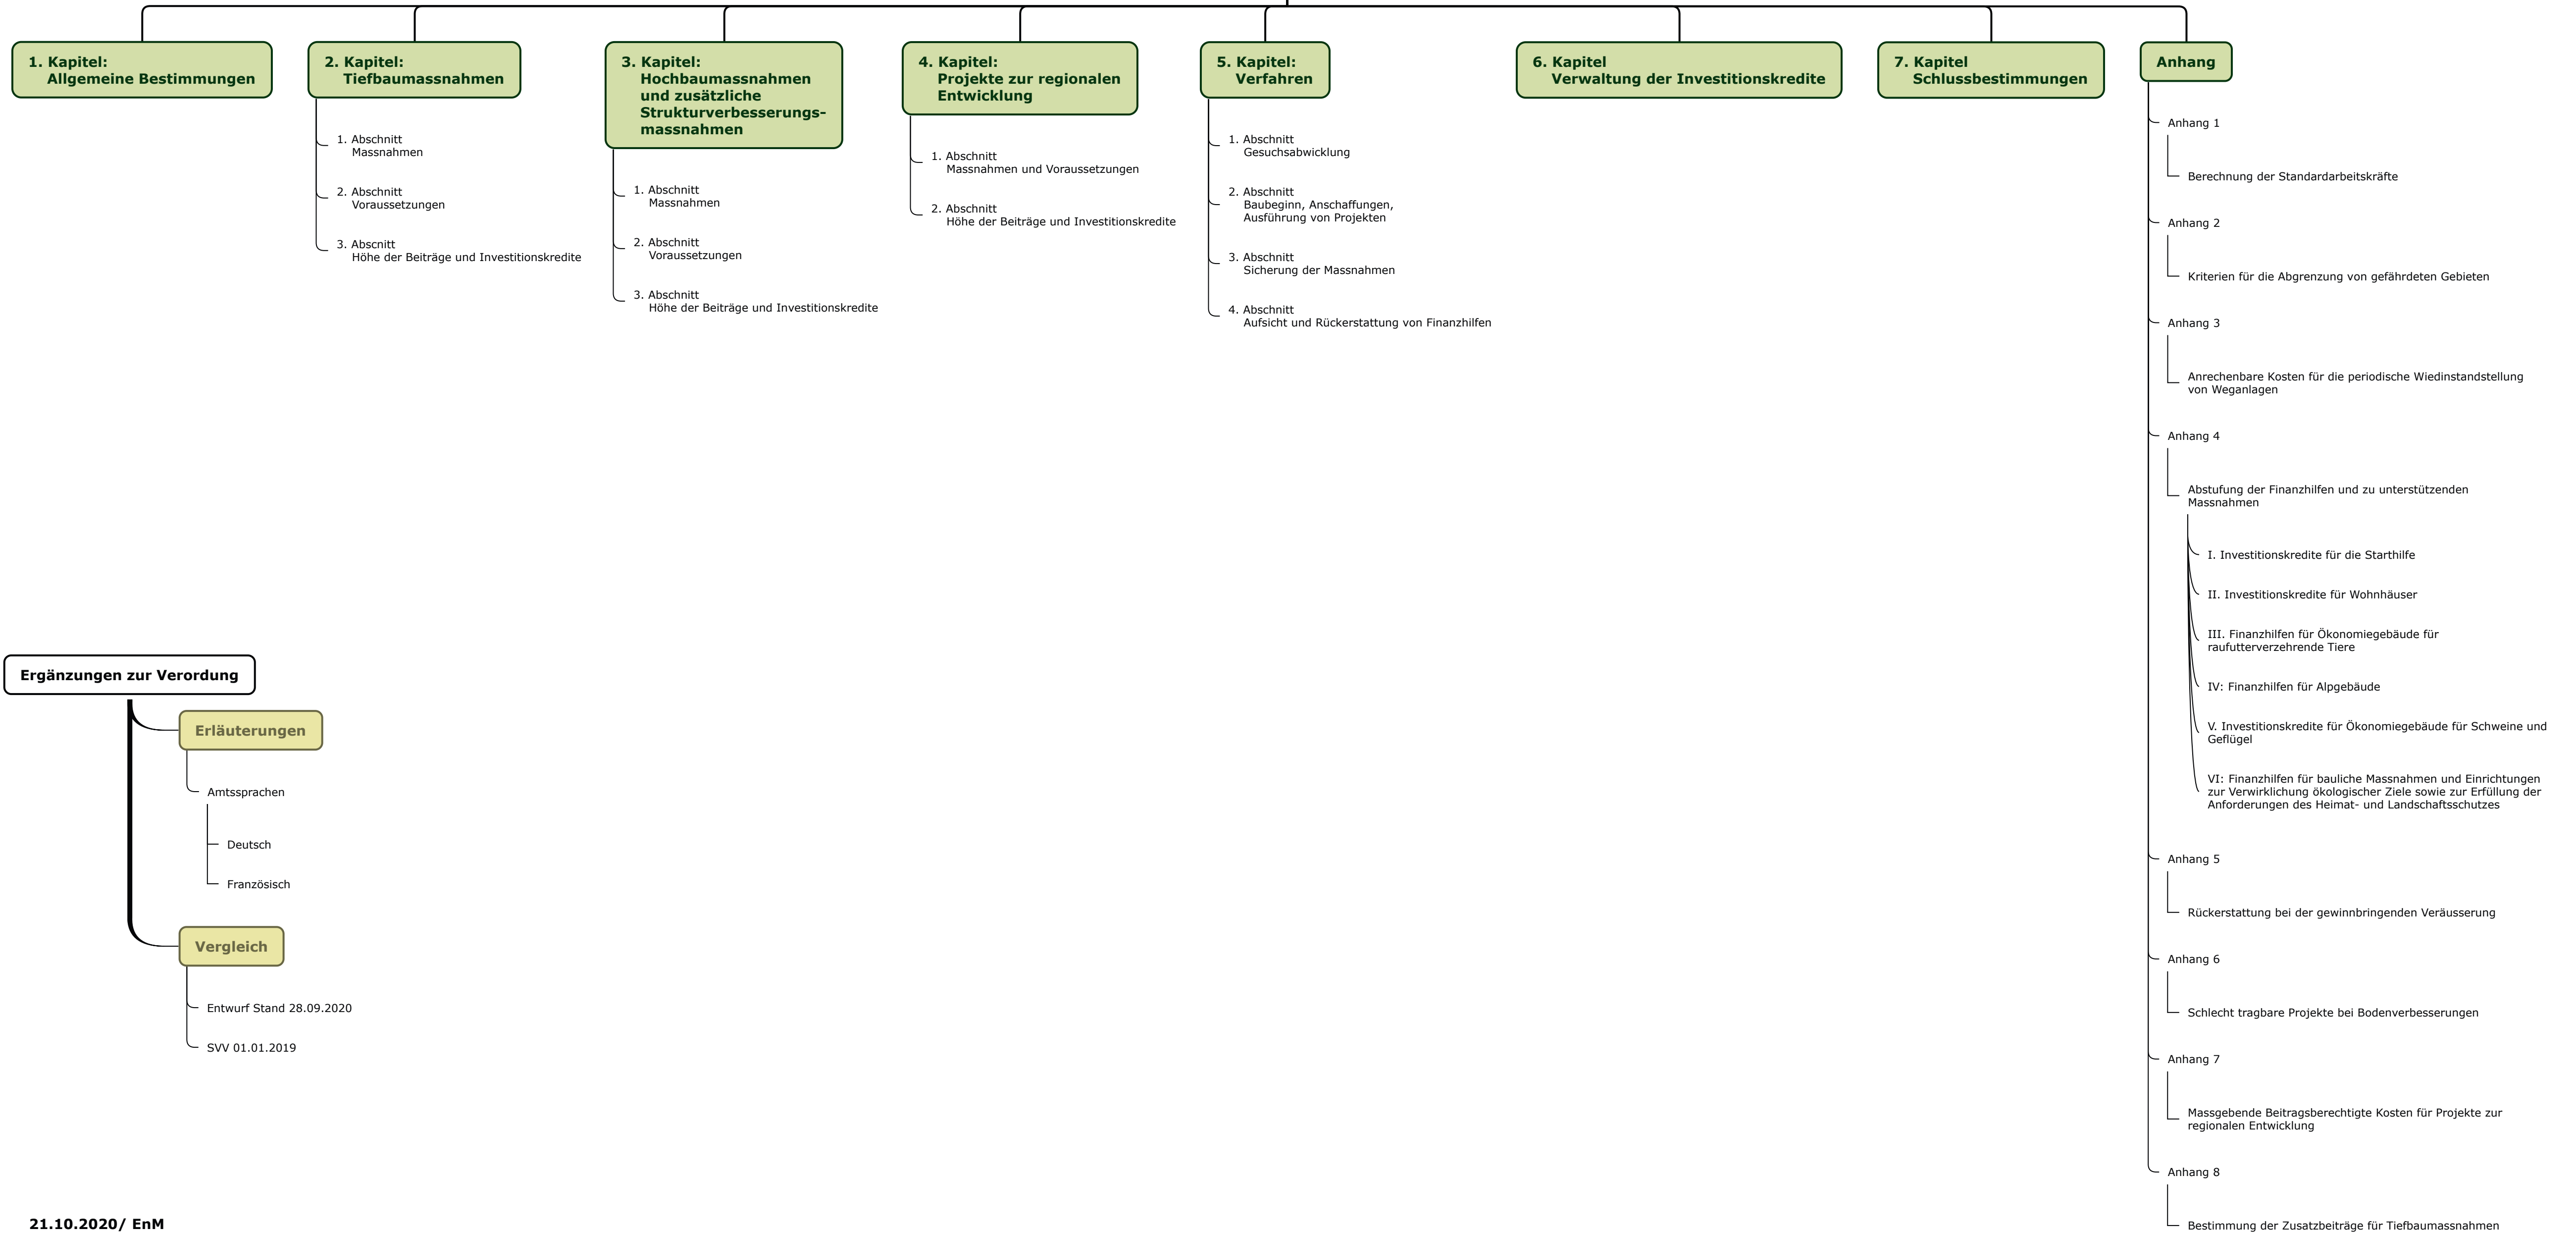 1. Kapitel:
Allgemeine Bestimmungen
2. Kapitel:
Tiefbaumassnahmen
1. Abschnitt
Massnahmen
2. Abschnitt
Voraussetzungen
3. Abscnitt
Höhe der Beiträge und Investitionskredite
3. Kapitel:
Hochbaumassnahmen
und zusätzliche
Strukturverbesserungs-
massnahmen
1. Abschnitt
Massnahmen
2. Abschnitt
Voraussetzungen
3. Abschnitt
Höhe der Beiträge und Investitionskredite
4. Kapitel:
Projekte zur regionalen
Entwicklung
1. Abschnitt
Massnahmen und Voraussetzungen
2. Abschnitt
Höhe der Beiträge und Investitionskredite
5. Kapitel:
Verfahren
1. Abschnitt
Gesuchsabwicklung
2. Abschnitt
Baubeginn, Anschaffungen,
Ausführung von Projekten
3. Abschnitt
Sicherung der Massnahmen
4. Abschnitt
Aufsicht und Rückerstattung von Finanzhilfen
6. Kapitel
Verwaltung der Investitionskredite
7. Kapitel
Schlussbestimmungen
Anhang
Anhang 1
Berechnung der Standardarbeitskräfte
Anhang 2
Kriterien für die Abgrenzung von gefährdeten Gebieten
Anhang 3
Anrechenbare Kosten für die periodische Wiedinstandstellung
von Weganlagen
Anhang 4
Abstufung der Finanzhilfen und zu unterstützenden
Massnahmen
I. Investitionskredite für die Starthilfe
II. Investitionskredite für Wohnhäuser
III. Finanzhilfen für Ökonomiegebäude für
raufutterverzehrende Tiere
IV: Finanzhilfen für Alpgebäude
V. Investitionskredite für Ökonomiegebäude für Schweine und
Geflügel
VI: Finanzhilfen für bauliche Massnahmen und Einrichtungen
zur Verwirklichung ökologischer Ziele sowie zur Erfüllung der
Anforderungen des Heimat- und Landschaftsschutzes
Anhang 5
Rückerstattung bei der gewinnbringenden Veräusserung
Anhang 6
Schlecht tragbare Projekte bei Bodenverbesserungen
Anhang 7
Massgebende Beitragsberechtigte Kosten für Projekte zur
regionalen Entwicklung
Anhang 8
Bestimmung der Zusatzbeiträge für Tiefbaumassnahmen
Ergänzungen zur Verordung
Erläuterungen
Amtssprachen
Deutsch
Französisch
Vergleich
Entwurf Stand 28.09.2020
SVV 01.01.2019
21.10.2020/ EnM